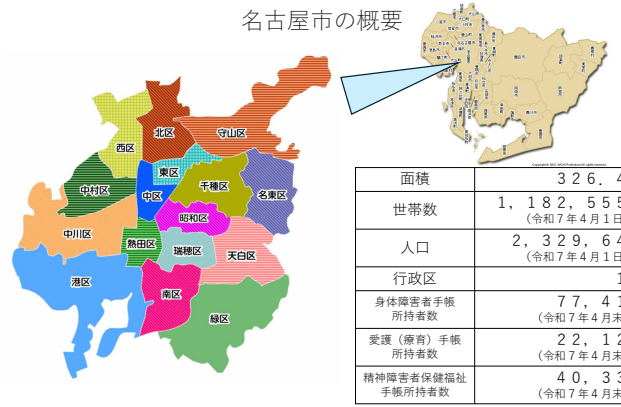 名古屋市の概要
北区
守山区
西区
東区
千種区
中村区
中区
名東区
昭和区
中川区
熱田区
瑞穂区
天白区
港区
南区
緑区
面積 326.4
世帯数 1,182,555
(令和7年4月1日
人口 2,329,64
(令和7年4月1日
行政区 1
身体障害者手帳
所持者数
77,41
(令和7年4月末
愛護(療育)手帳
所持者数
22,12
(令和7年4月末
精神障害者保健福祉
手帳所持者数
40,33
(令和7年4月末